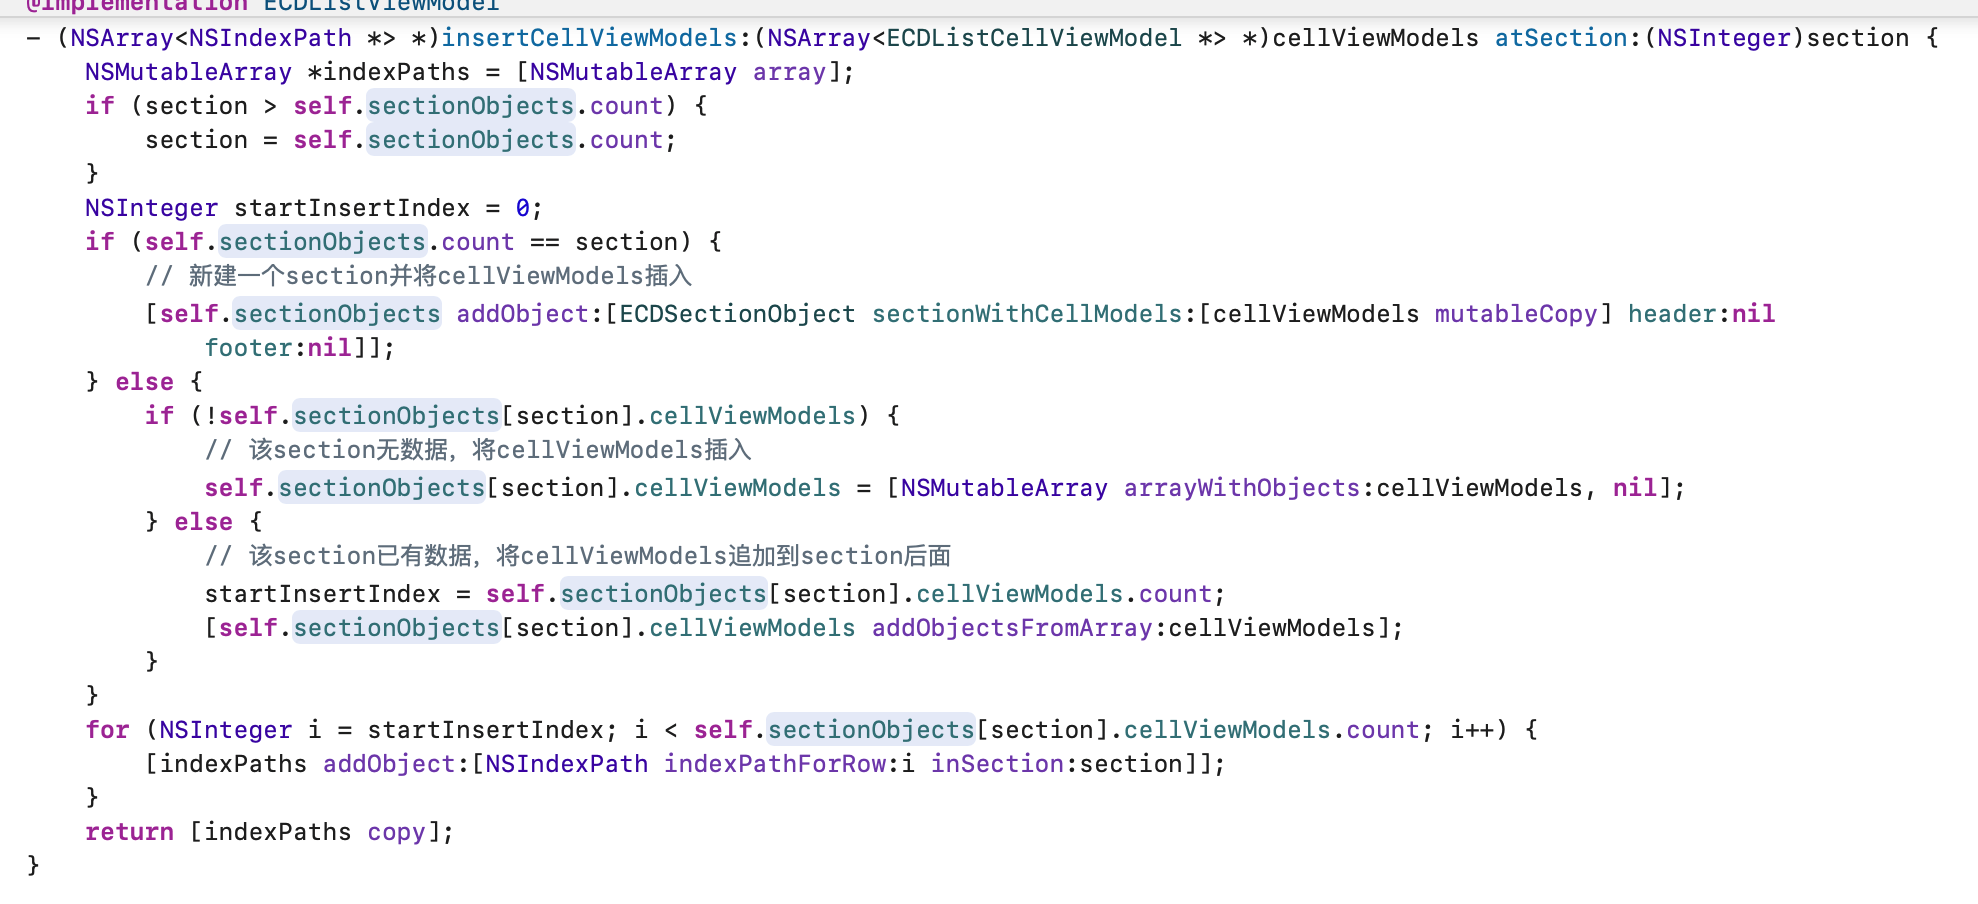 @implementation ECDListViewModel
- (NSArray<NSIndexPath *> *)insertCellViewModels:(NSArray<ECDListCellViewModel *> *)cellViewModels atSection:(NSInteger)section {
    NSMutableArray *indexPaths = [NSMutableArray array];
    if (section > self.sectionObjects.count) {
        section = self.sectionObjects.count;
    }
    NSInteger startInsertIndex = 0;
    if (self.sectionObjects.count == section) {
        // 新建一个section并将cellViewModels插入
        [self.sectionObjects addObject:[ECDSectionObject sectionWithCellModels:[cellViewModels mutableCopy] header:nil
            footer:nil]];
    } else {
        if (!self.sectionObjects[section].cellViewModels) {
            // 该section无数据，将cellViewModels插入
            self.sectionObjects[section].cellViewModels = [NSMutableArray arrayWithObjects:cellViewModels, nil];
        } else {
            // 该section已有数据，将cellViewModels追加到section后面
            startInsertIndex = self.sectionObjects[section].cellViewModels.count;
            [self.sectionObjects[section].cellViewModels addObjectsFromArray:cellViewModels];
        }
    }
    for (NSInteger i = startInsertIndex; i < self.sectionObjects[section].cellViewModels.count; i++) {
        [indexPaths addObject:[NSIndexPath indexPathForRow:i inSection:section]];
    }
    return [indexPaths copy];
}